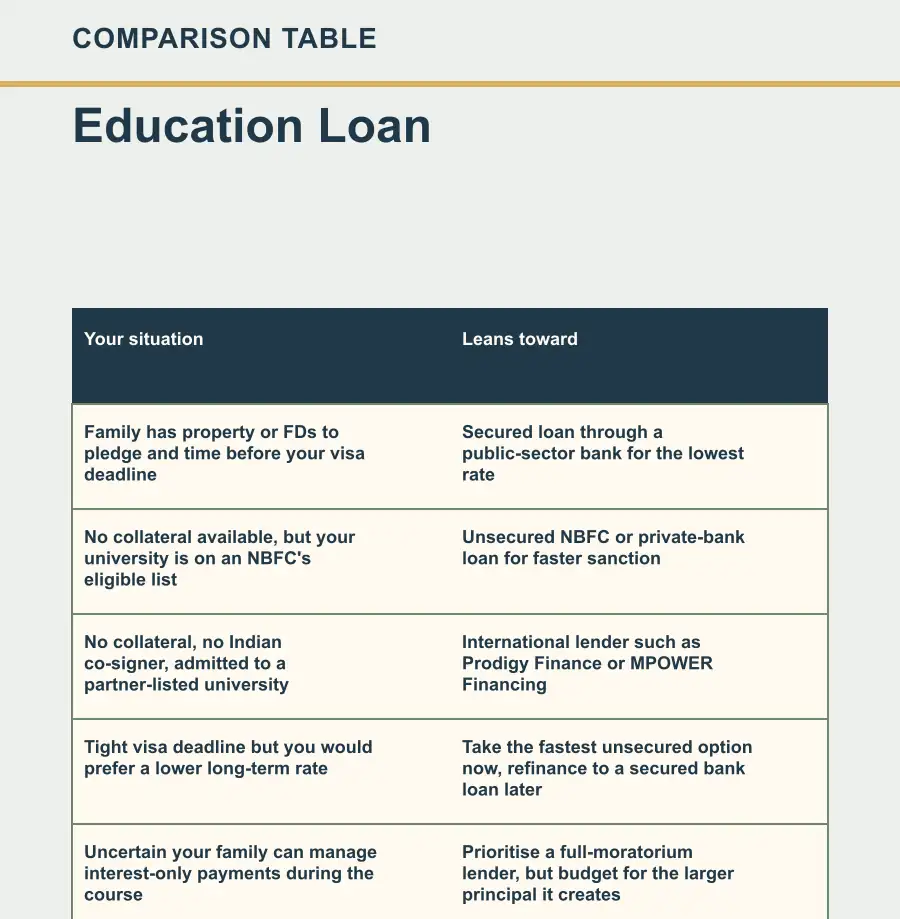 COMPARISON TABLE
Education Loan
Your situation
Leans toward
Family has property or FDs to
pledge and time before your visa
deadline
Secured loan through a
public-sector bank for the lowest
rate
No collateral available, but your
university is on an NBFC's
eligible list
Unsecured NBFC or private-bank
loan for faster sanction
No collateral, no Indian
co-signer, admitted to a
partner-listed university
International lender such as
Prodigy Finance or MPOWER
Financing
Tight visa deadline but you would
prefer a lower long-term rate
Take the fastest unsecured option
now, refinance to a secured bank
loan later
Uncertain your family can manage
interest-only payments during the
course
Prioritise a full-moratorium
lender, but budget for the larger
principal it creates